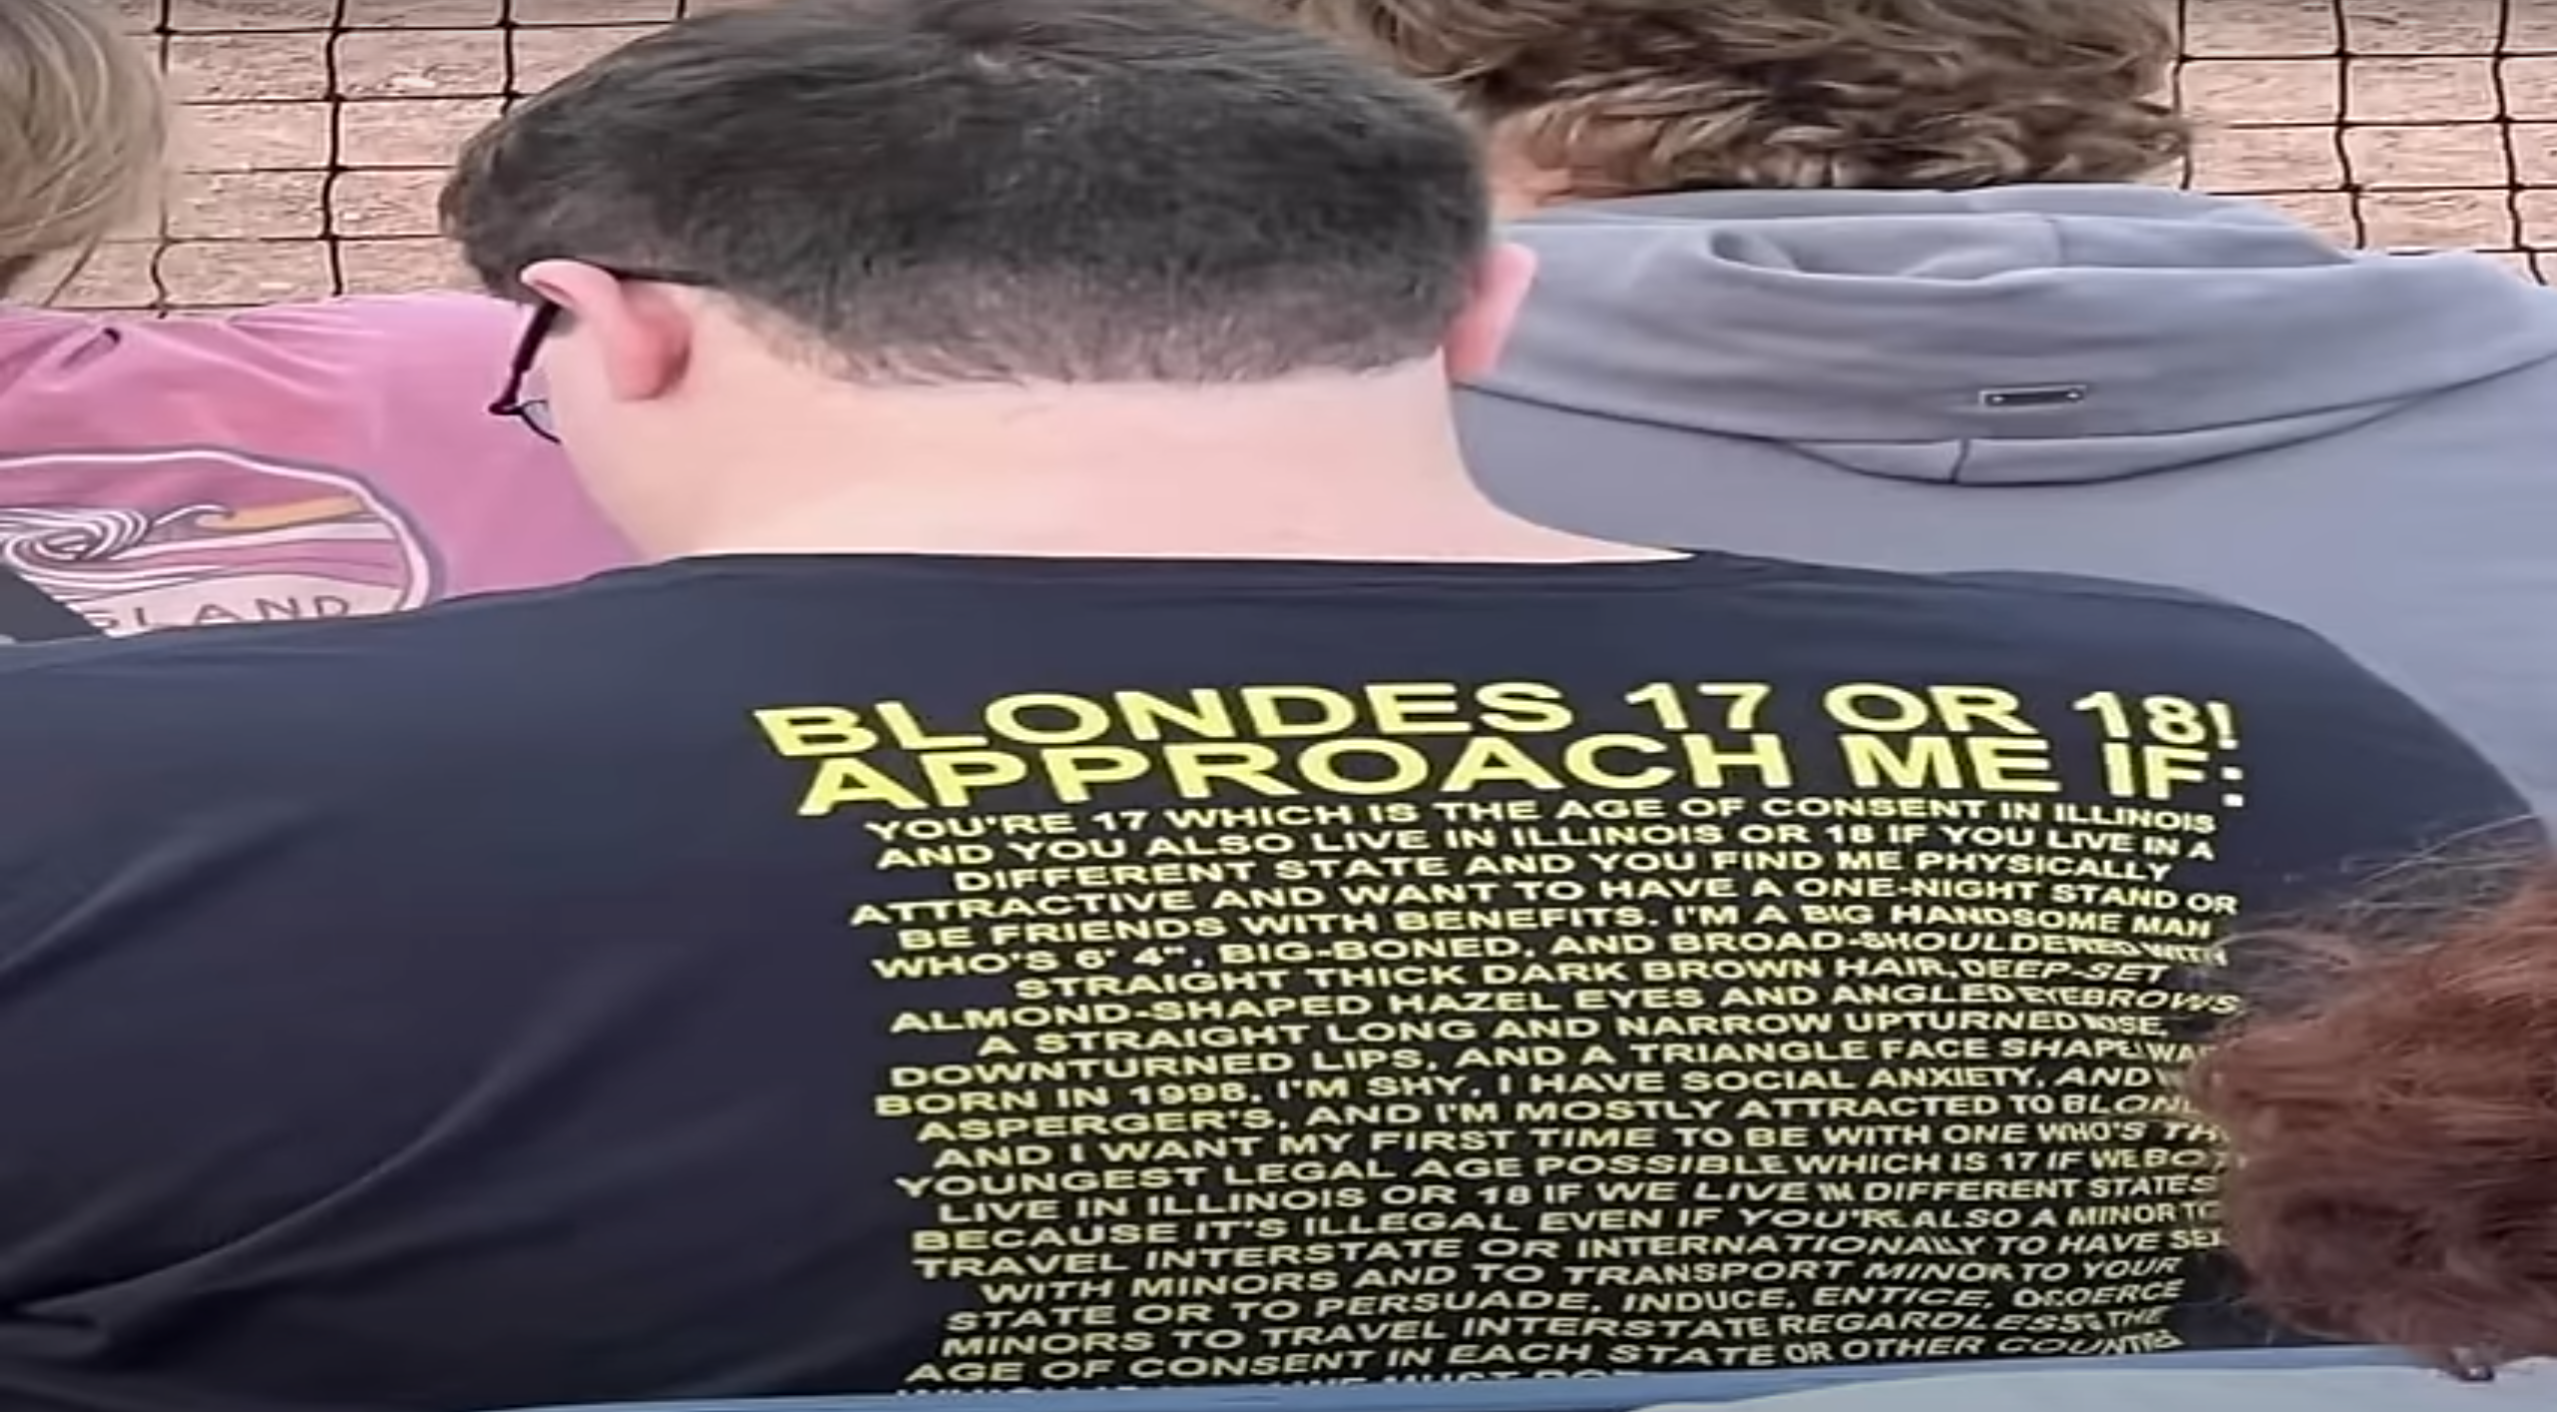 ISLAND
BLONDES 17 OR 18!
APPROACH ME IF:
YOU'RE 17 WHICH IS THE AGE OF CONSENT IN ILLINOIS
AND YOU ALSO LIVE IN ILLINOIS OR 18 IF YOU LIVE IN A
DIFFERENT STATE AND YOU FIND ME PHYSICALLY
ATTRACTIVE AND WANT TO HAVE A ONE-NIGHT STAND OR
BE FRIENDS WITH BENEFITS. I'M A BIG HANDSOME MAN
WHO'S 6' 4", BIG-BONED, AND BROAD-SHOULDERED WITH
STRAIGHT THICK DARK BROWN HAIR, DEEP-SET
ALMOND-SHAPED HAZEL EYES AND ANGLED EYEBROWS
A STRAIGHT LONG AND NARROW UPTURNED NOSE,
DOWNTURNED LIPS, AND A TRIANGLE FACE SHAPE
BORN IN 1998, I'M SHY, I HAVE SOCIAL ANXIETY, AND
ASPERGER'S, AND I'M MOSTLY ATTRACTED TO
AND I WANT MY FIRST TIME TO BE WITH ONE WHO'S
YOUNGEST LEGAL AGE POSSIBLE WHICH IS 17 IF WE
LIVE IN ILLINOIS OR 18 IF WE LIVE IN DIFFERENT STATES
BECAUSE IT'S ILLEGAL EVEN IF YOU'RE ALSO A MINOR TO
TRAVEL INTERSTATE OR INTERNATIONALLY TO HAVE SEX
WITH MINORS AND TO TRANSPORT MINOR TO YOUR
STATE OR TO PERSUADE, INDUCE, ENTICE, COERCE
MINORS TO TRAVEL INTERSTATE REGARDLESS THE
AGE OF CONSENT IN EACH STATE OR OTHER